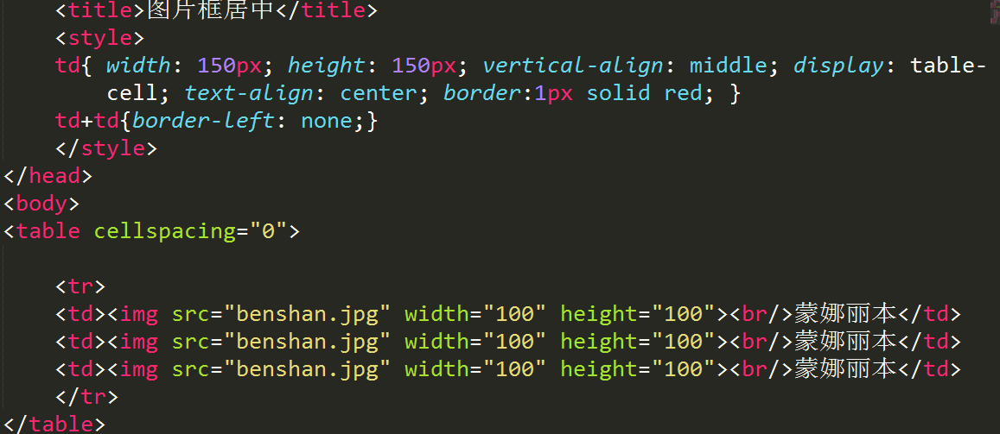 <title>图片框居中</title>
<style>
td{ width: 150px; height: 150px; vertical-align: middle; display: table-
cell; text-align: center; border:1px solid red; }
td+td{border-left: none;}
</style>
</head>
<body>
<table cellspacing="0">
<tr>
<td><img src="benshan.jpg" width="100" height="100"><br/>蒙娜丽本</td>
<td><img src="benshan.jpg" width="100" height="100"><br/>蒙娜丽本</td>
<td><img src="benshan.jpg" width="100" height="100"><br/>蒙娜丽本</td>
</tr>
</table>